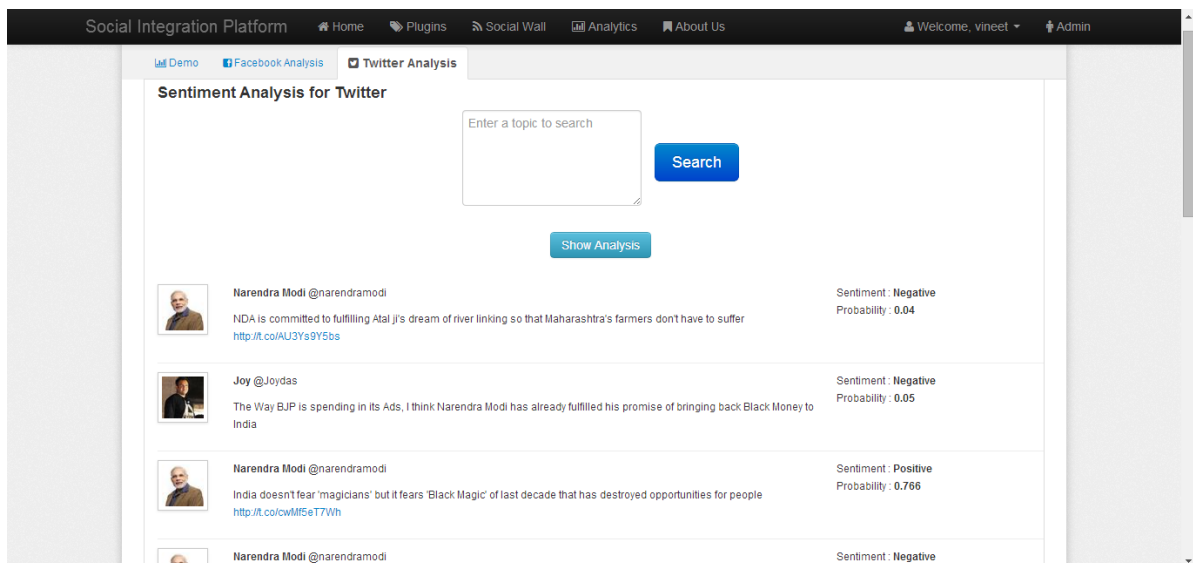 Social Integration Platform Home Plugins Social Wall Analytics About Us Welcome, vineet Admin
Demo Facebook Analysis Twitter Analysis
Sentiment Analysis for Twitter
Enter a topic to search
Search
Show Analysis
Narendra Modi @narendramodi
NDA is committed to fulfilling Atal ji's dream of river linking so that Maharashtra's farmers don't have to suffer
http://t.co/AU3Ys9Y5bs
Sentiment : Negative
Probability : 0.04
Joy @Joydas
The Way BJP is spending in its Ads, I think Narendra Modi has already fulfilled his promise of bringing back Black Money to
India
Sentiment : Negative
Probability : 0.05
Narendra Modi @narendramodi
India doesn't fear 'magicians' but it fears 'Black Magic' of last decade that has destroyed opportunities for people
http://t.co/cwMf5eT7Wh
Sentiment : Positive
Probability : 0.766
Narendra Modi @narendramodi
Sentiment : Negative